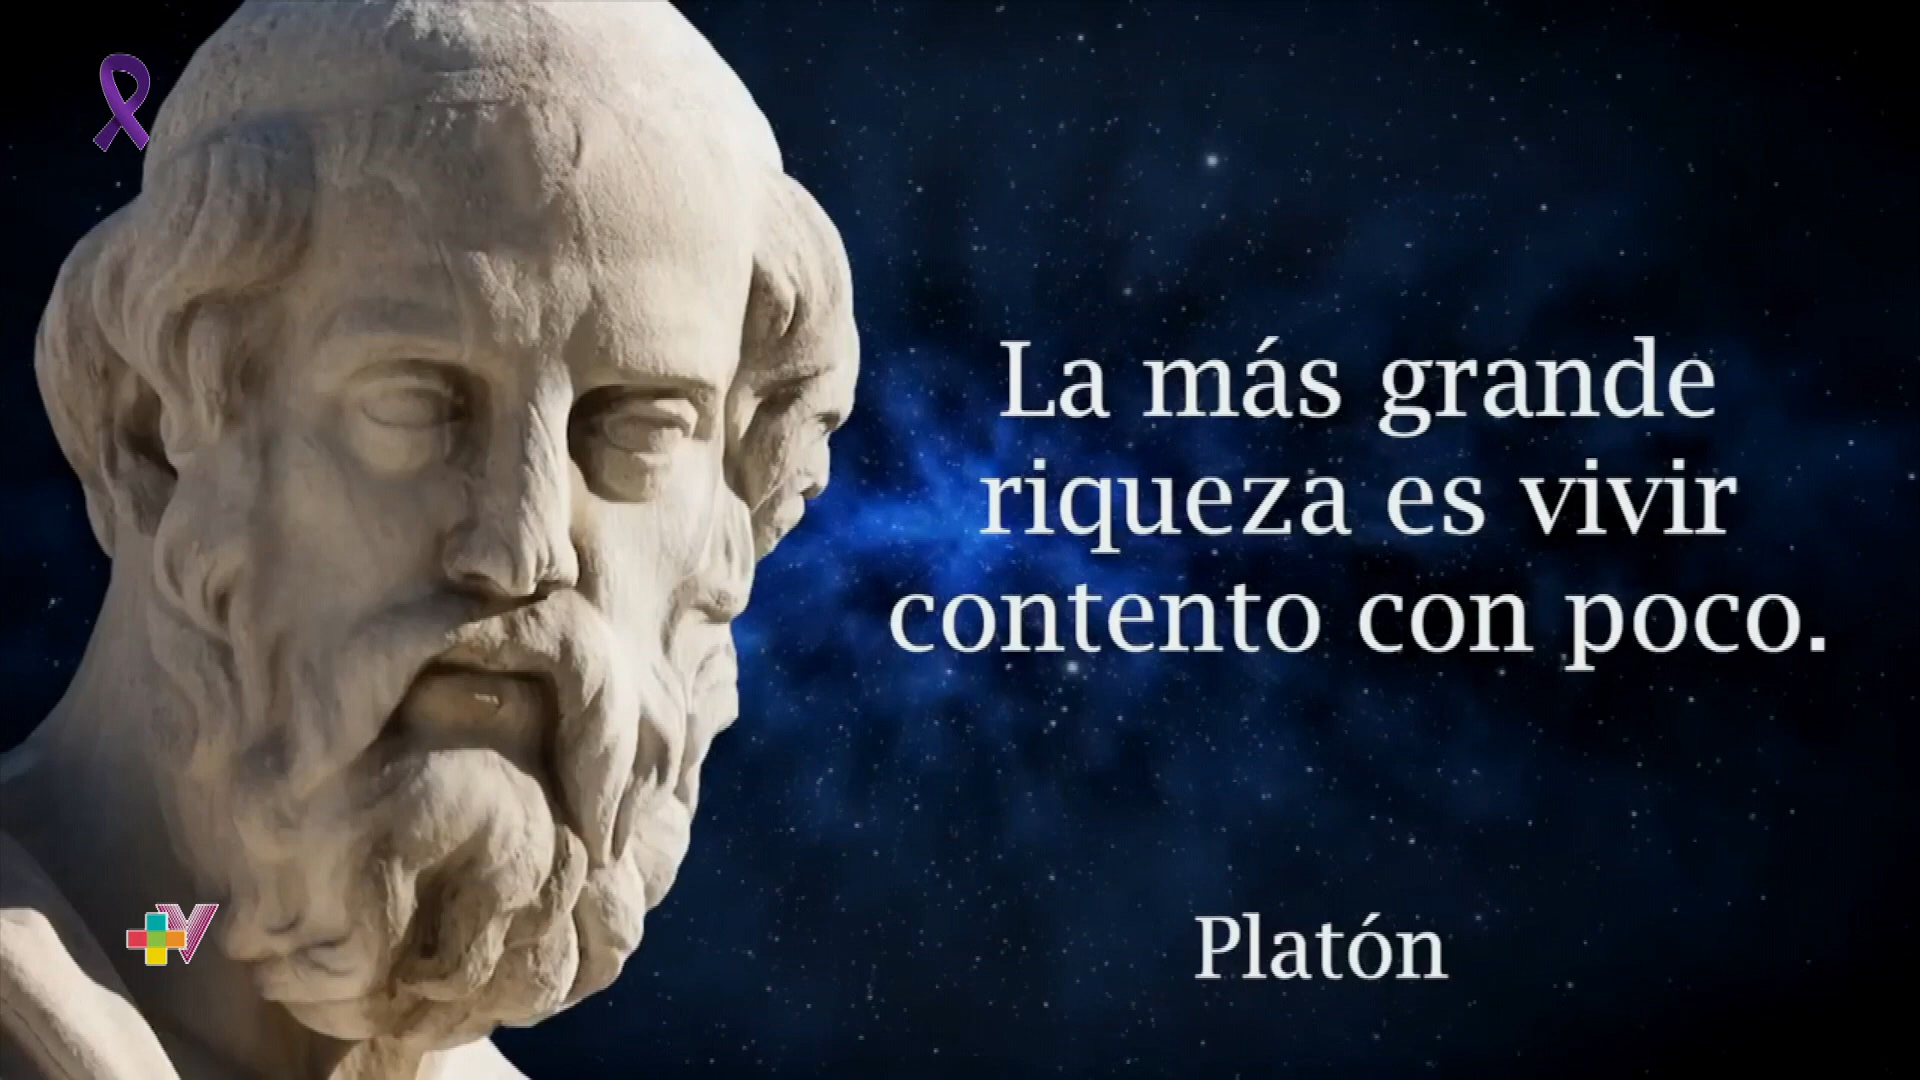 La más grande
riqueza es vivir
contento con poco.
Platón